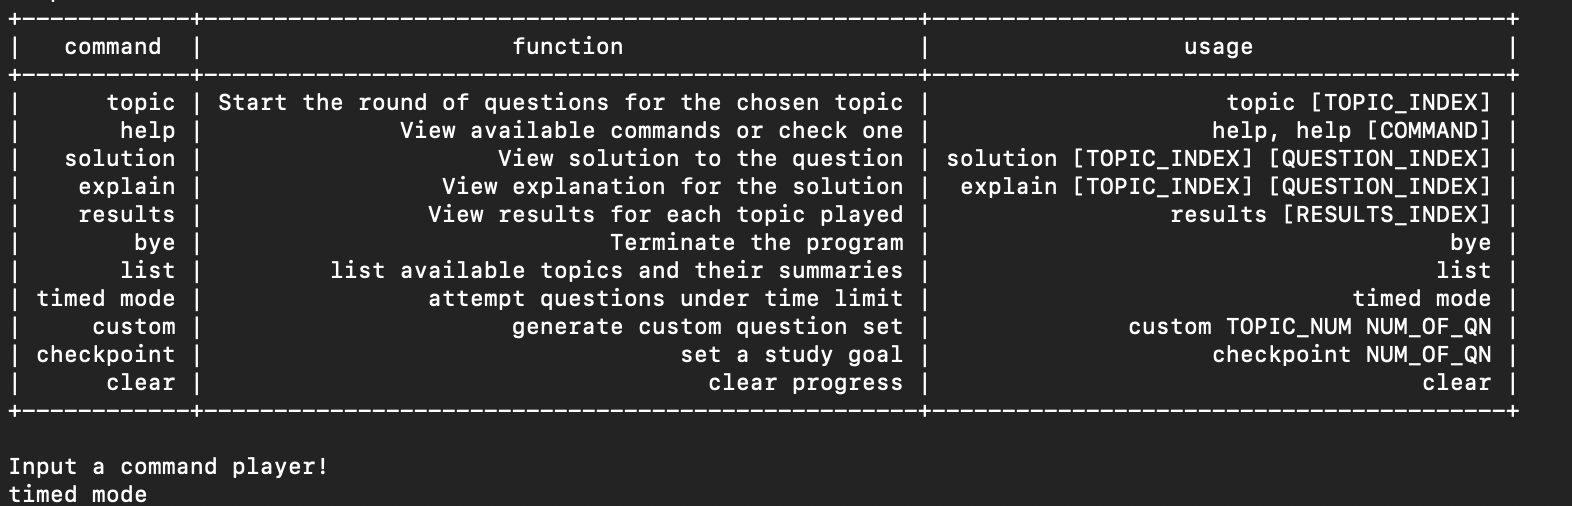 +------------+---------------------------------------------------+-----------------------------------------+
| command | function | usage |
+------------+---------------------------------------------------+-----------------------------------------+
| topic | Start the round of questions for the chosen topic | topic [TOPIC_INDEX] |
| help | View available commands or check one | help, help [COMMAND] |
| solution | View solution to the question | solution [TOPIC_INDEX] [QUESTION_INDEX] |
| explain | View explanation for the solution | explain [TOPIC_INDEX] [QUESTION_INDEX] |
| results | View results for each topic played | results [RESULTS_INDEX] |
| bye | Terminate the program | bye |
| list | list available topics and their summaries | list |
| timed mode | attempt questions under time limit | timed mode |
| custom | generate custom question set | custom TOPIC_NUM NUM_OF_QN |
| checkpoint | set a study goal | checkpoint NUM_OF_QN |
| clear | clear progress | clear |
+------------+---------------------------------------------------+-----------------------------------------+
Input a command player!
timed mode